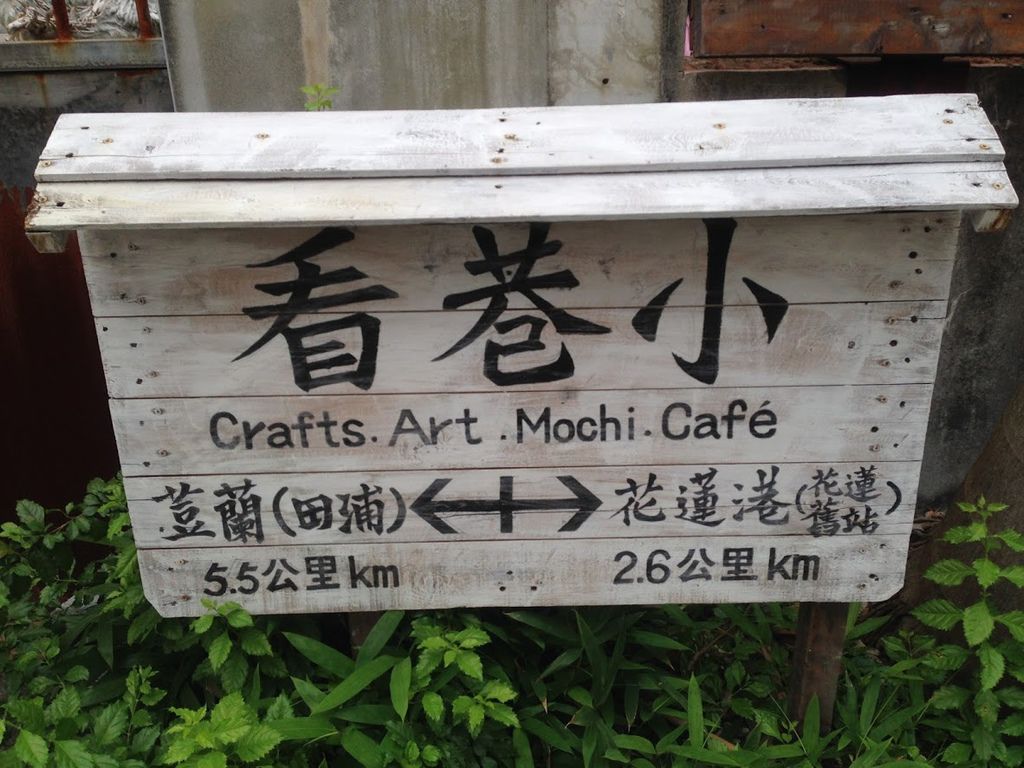 看巷小
Crafts. Art . Mochi . Café
荳蘭(田浦) ←→ 花蓮港(花蓮舊站)
5.5公里km 2.6公里km